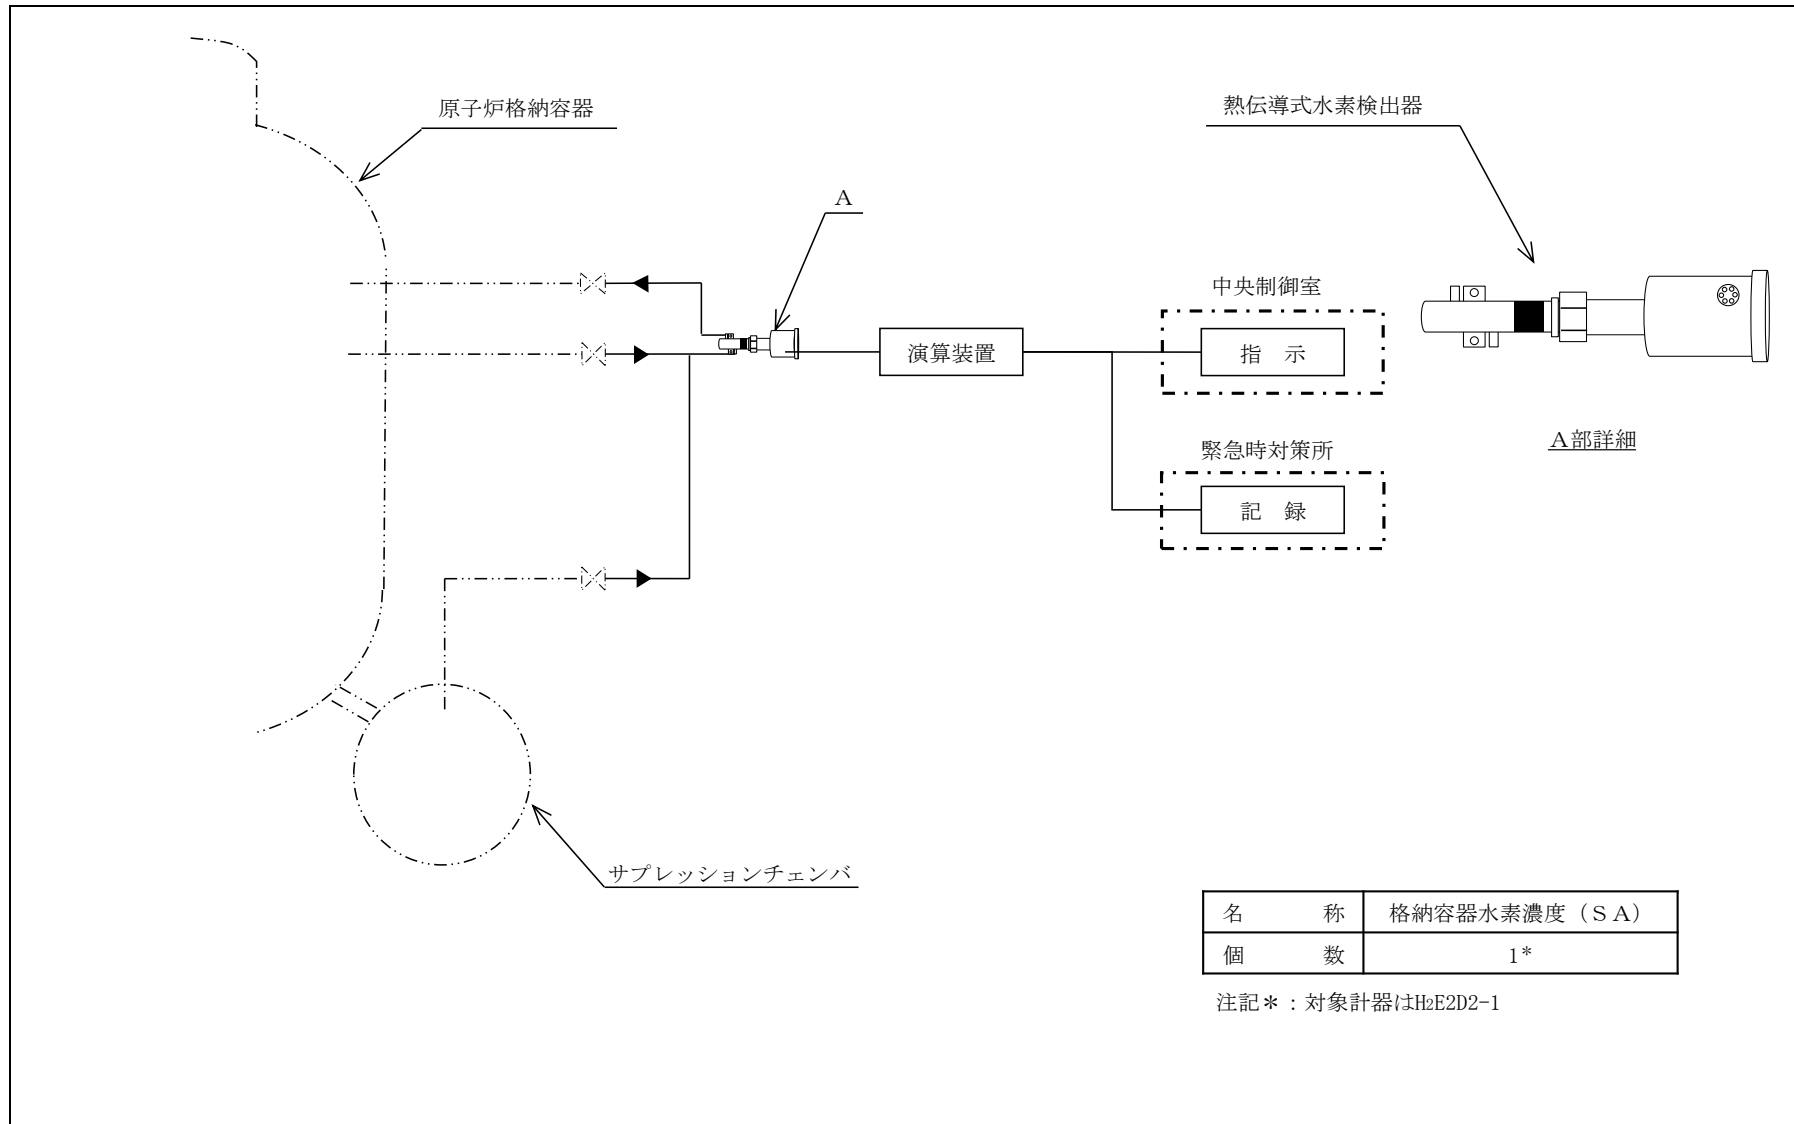 原子炉格納容器
熱伝導式水素検出器
A
中央制御室
演算装置
指　示
A部詳細
緊急時対策所
記　録
サプレッションチェンバ
名　称　格納容器水素濃度（ＳＡ）
個　数　1*
注記＊：対象計器はH2E2D2-1